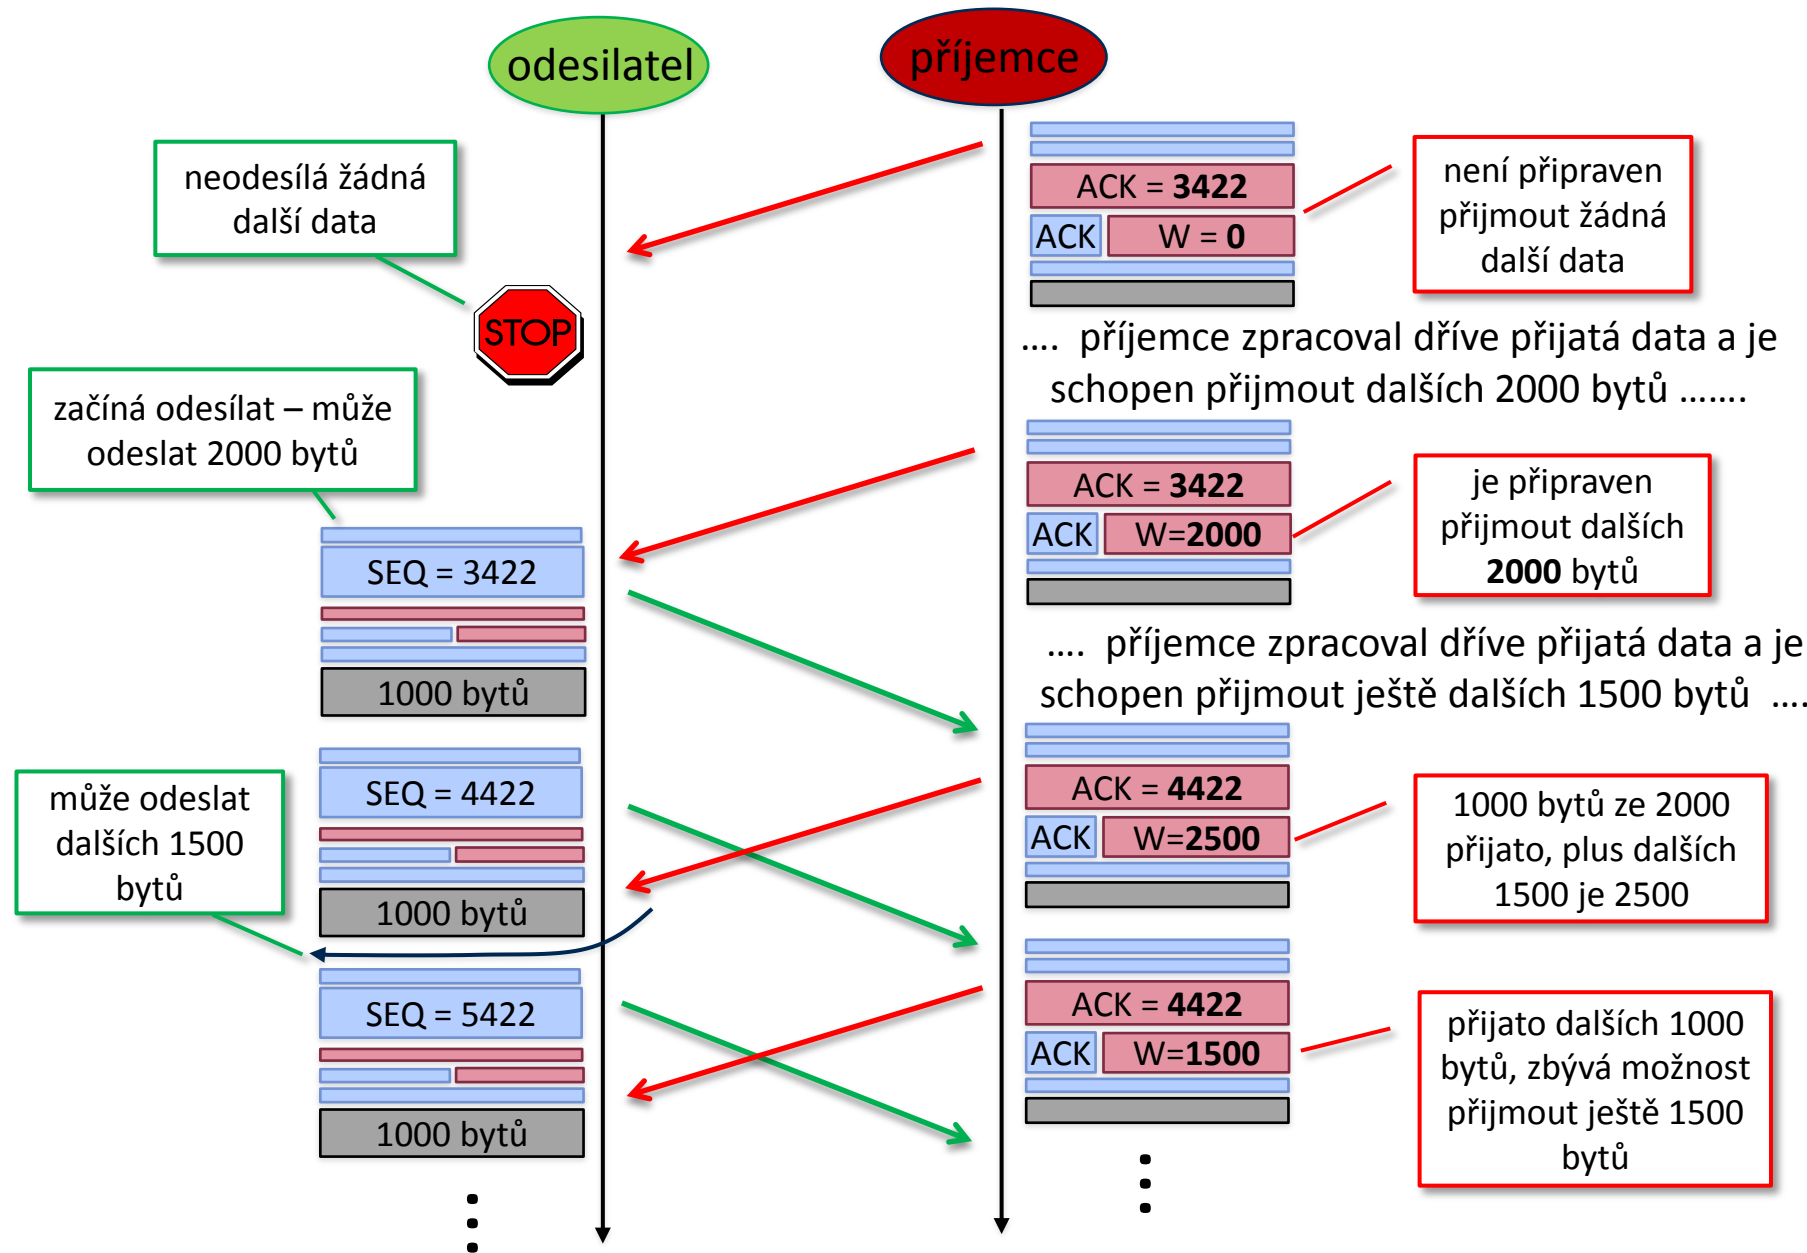 odesilatel
příjemce
neodesílá žádná
další data
STOP
ACK = 3422
ACK
W = 0
není připraven
přijmout žádná
další data
.... příjemce zpracoval dříve přijatá data a je
schopen přijmout dalších 2000 bytů .......
začíná odesílat – může
odeslat 2000 bytů
ACK = 3422
ACK
W=2000
je připraven
přijmout dalších
2000 bytů
SEQ = 3422
1000 bytů
.... příjemce zpracoval dříve přijatá data a je
schopen přijmout ještě dalších 1500 bytů ....
SEQ = 4422
1000 bytů
může odeslat
dalších 1500
bytů
ACK = 4422
ACK
W=2500
1000 bytů ze 2000
přijato, plus dalších
1500 je 2500
SEQ = 5422
1000 bytů
ACK = 4422
ACK
W=1500
přijato dalších 1000
bytů, zbývá možnost
přijmout ještě 1500
bytů